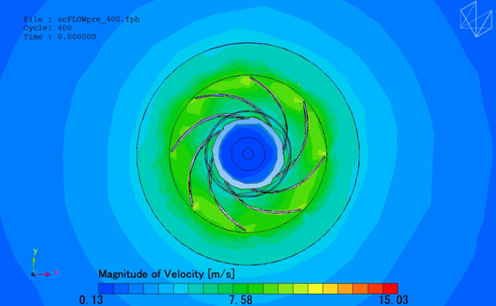 File : scFLOWpre_400.fph
Cycle: 400
Time : 0.000000
y
x
Magnitude of Velocity [m/s]
0.13 7.58 15.03